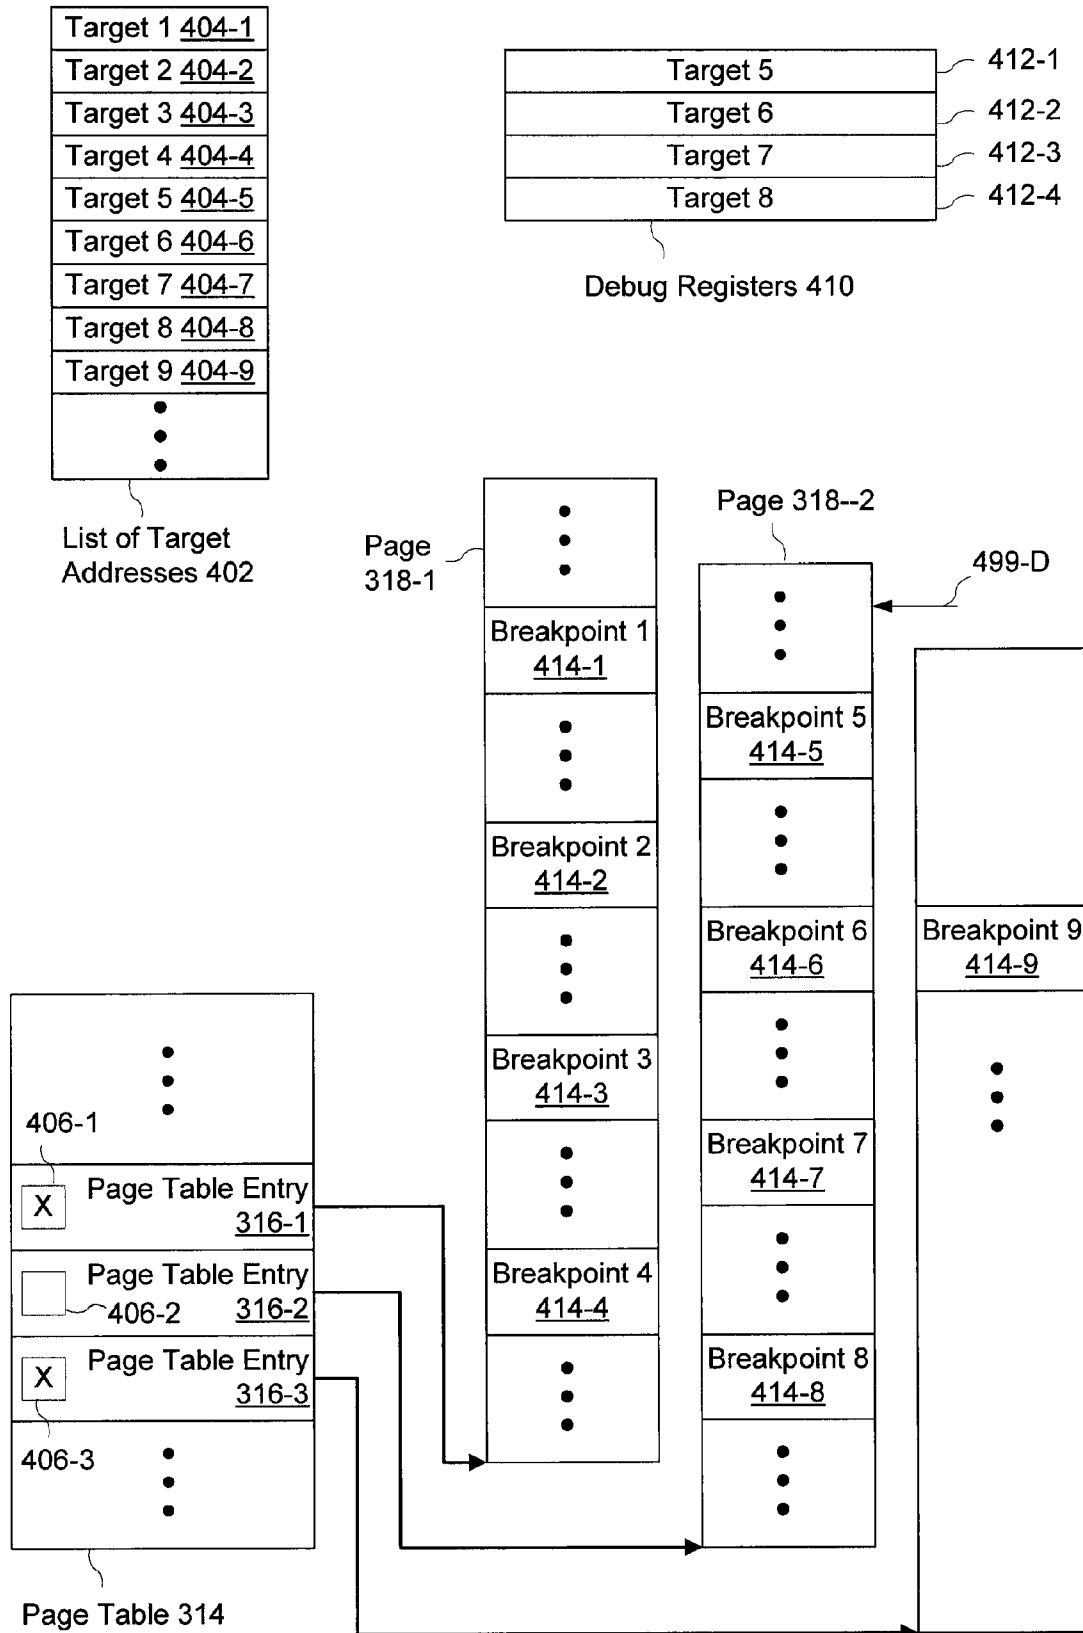 Target 1 404-1
Target 2 404-2
Target 3 404-3
Target 4 404-4
Target 5 404-5
Target 6 404-6
Target 7 404-7
Target 8 404-8
Target 9 404-9
List of Target
Addresses 402
Target 5
412-1
Target 6
412-2
Target 7
412-3
Target 8
412-4
Debug Registers 410
Page
318-1
Breakpoint 1
414-1
Breakpoint 2
414-2
Breakpoint 3
414-3
Breakpoint 4
414-4
Page 318--2
499-D
Breakpoint 5
414-5
Breakpoint 6
414-6
Breakpoint 7
414-7
Breakpoint 8
414-8
Breakpoint 9
414-9
406-1
X
Page Table Entry
316-1
Page Table Entry
406-2
316-2
X
Page Table Entry
316-3
406-3
Page Table 314